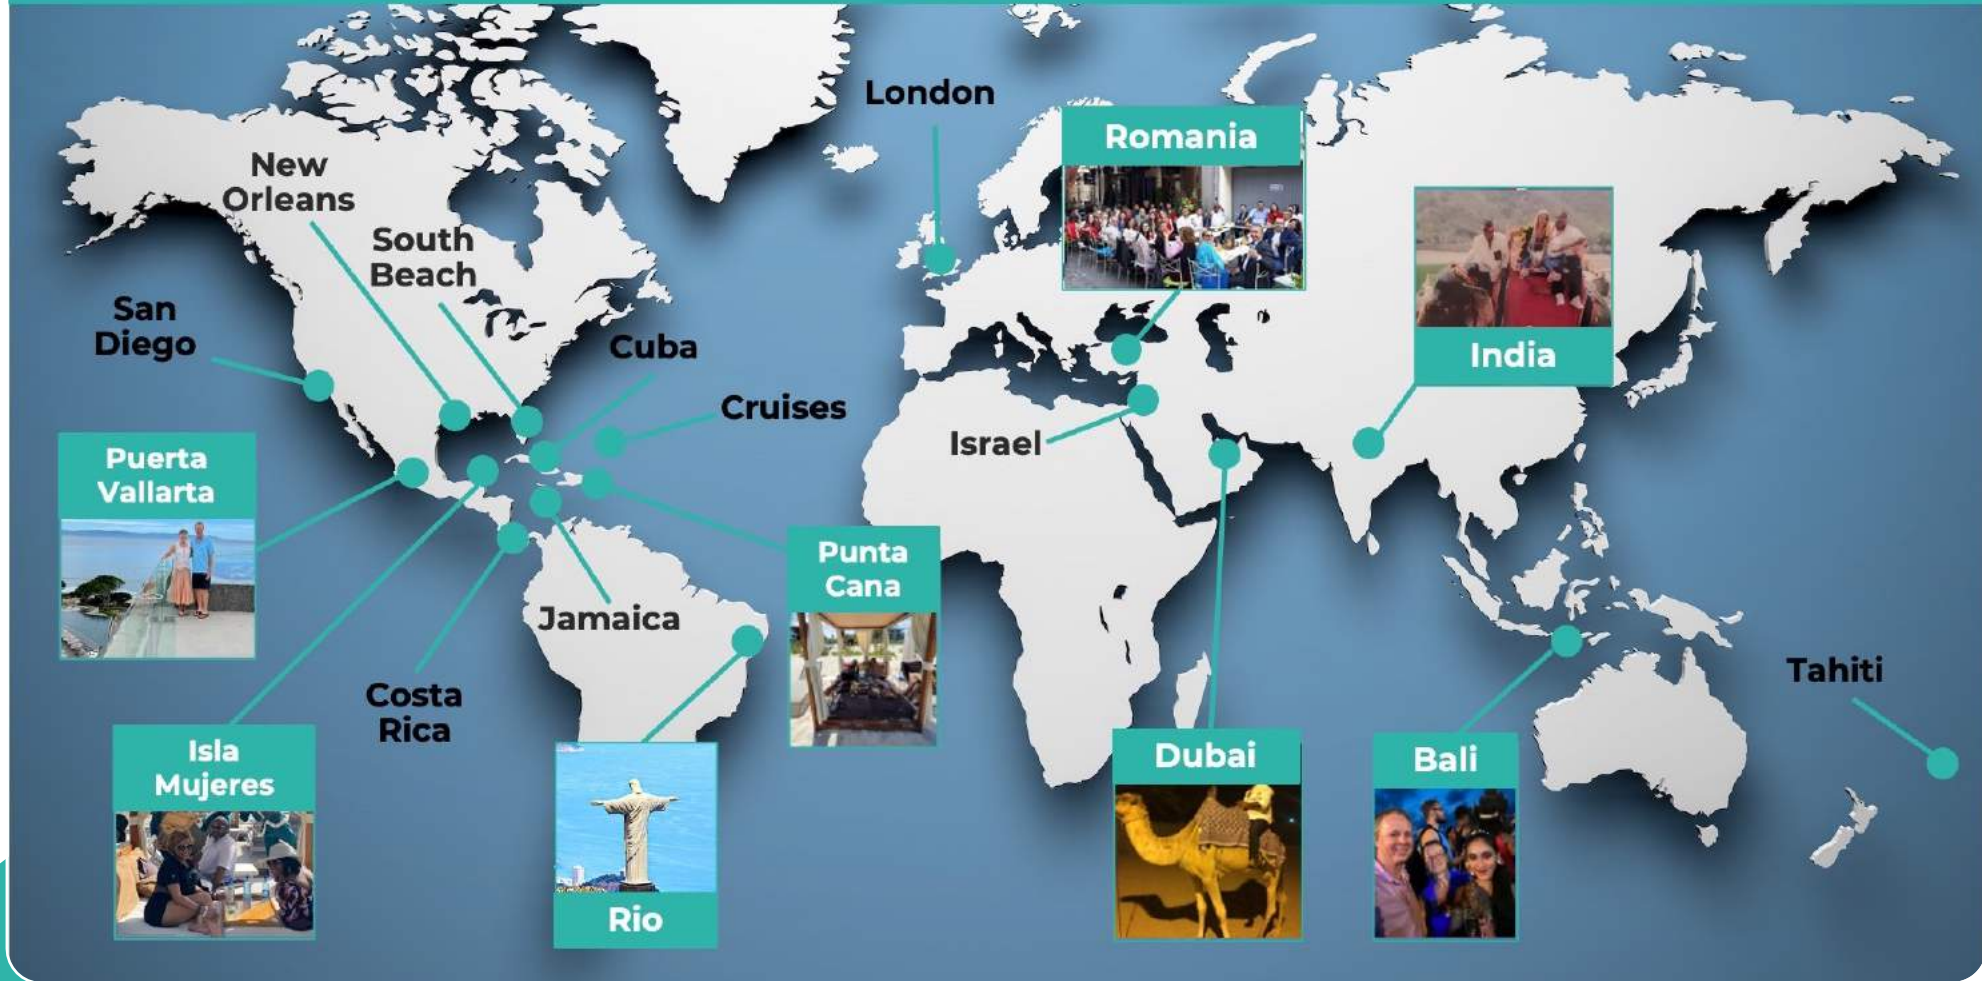 London
Romania
New
Orleans
South
Beach
San
Diego
Cuba
India
Cruises
Israel
Puerta
Vallarta
Punta
Cana
Jamaica
Costa
Rica
Tahiti
Isla
Mujeres
Dubai
Bali
Rio